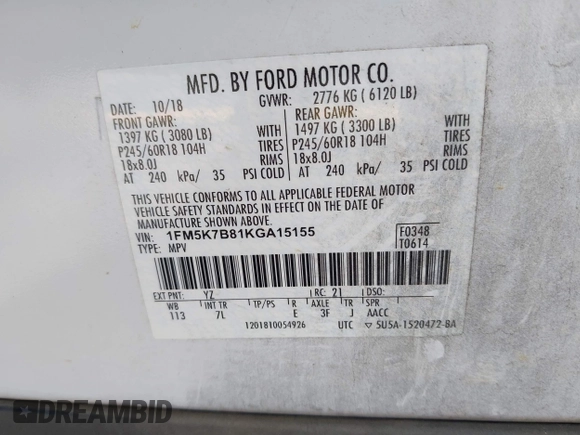 MFD. BY FORD MOTOR CO.
DATE: 10/18 GVWR: 2776 KG ( 6120 LB)
FRONT GAWR: REAR GAWR:
1397 KG ( 3080 LB) WITH 1497 KG ( 3300 LB) WITH
P245/60R18 104H TIRES P245/60R18 104H TIRES
18x8.0J RIMS 18x8.0J RIMS
AT 240 kPa/ 35 PSI COLD AT 240 kPa/ 35 PSI COLD
THIS VEHICLE CONFORMS TO ALL APPLICABLE FEDERAL MOTOR
VEHICLE SAFETY STANDARDS IN EFFECT ON THE DATE OF
MANUFACTURE SHOWN ABOVE.
VIN: 1FM5K7B81KGA15155 F0348
TYPE: MPV T0614
EXT PNT: YZ RC: 21 DSO:
WB INT TR TP/PS R AXLE TR SPR
113 7L E 3F J AACC
1201810054926 UTC ▽ 5U5A-1520472-BA
DREAMBID